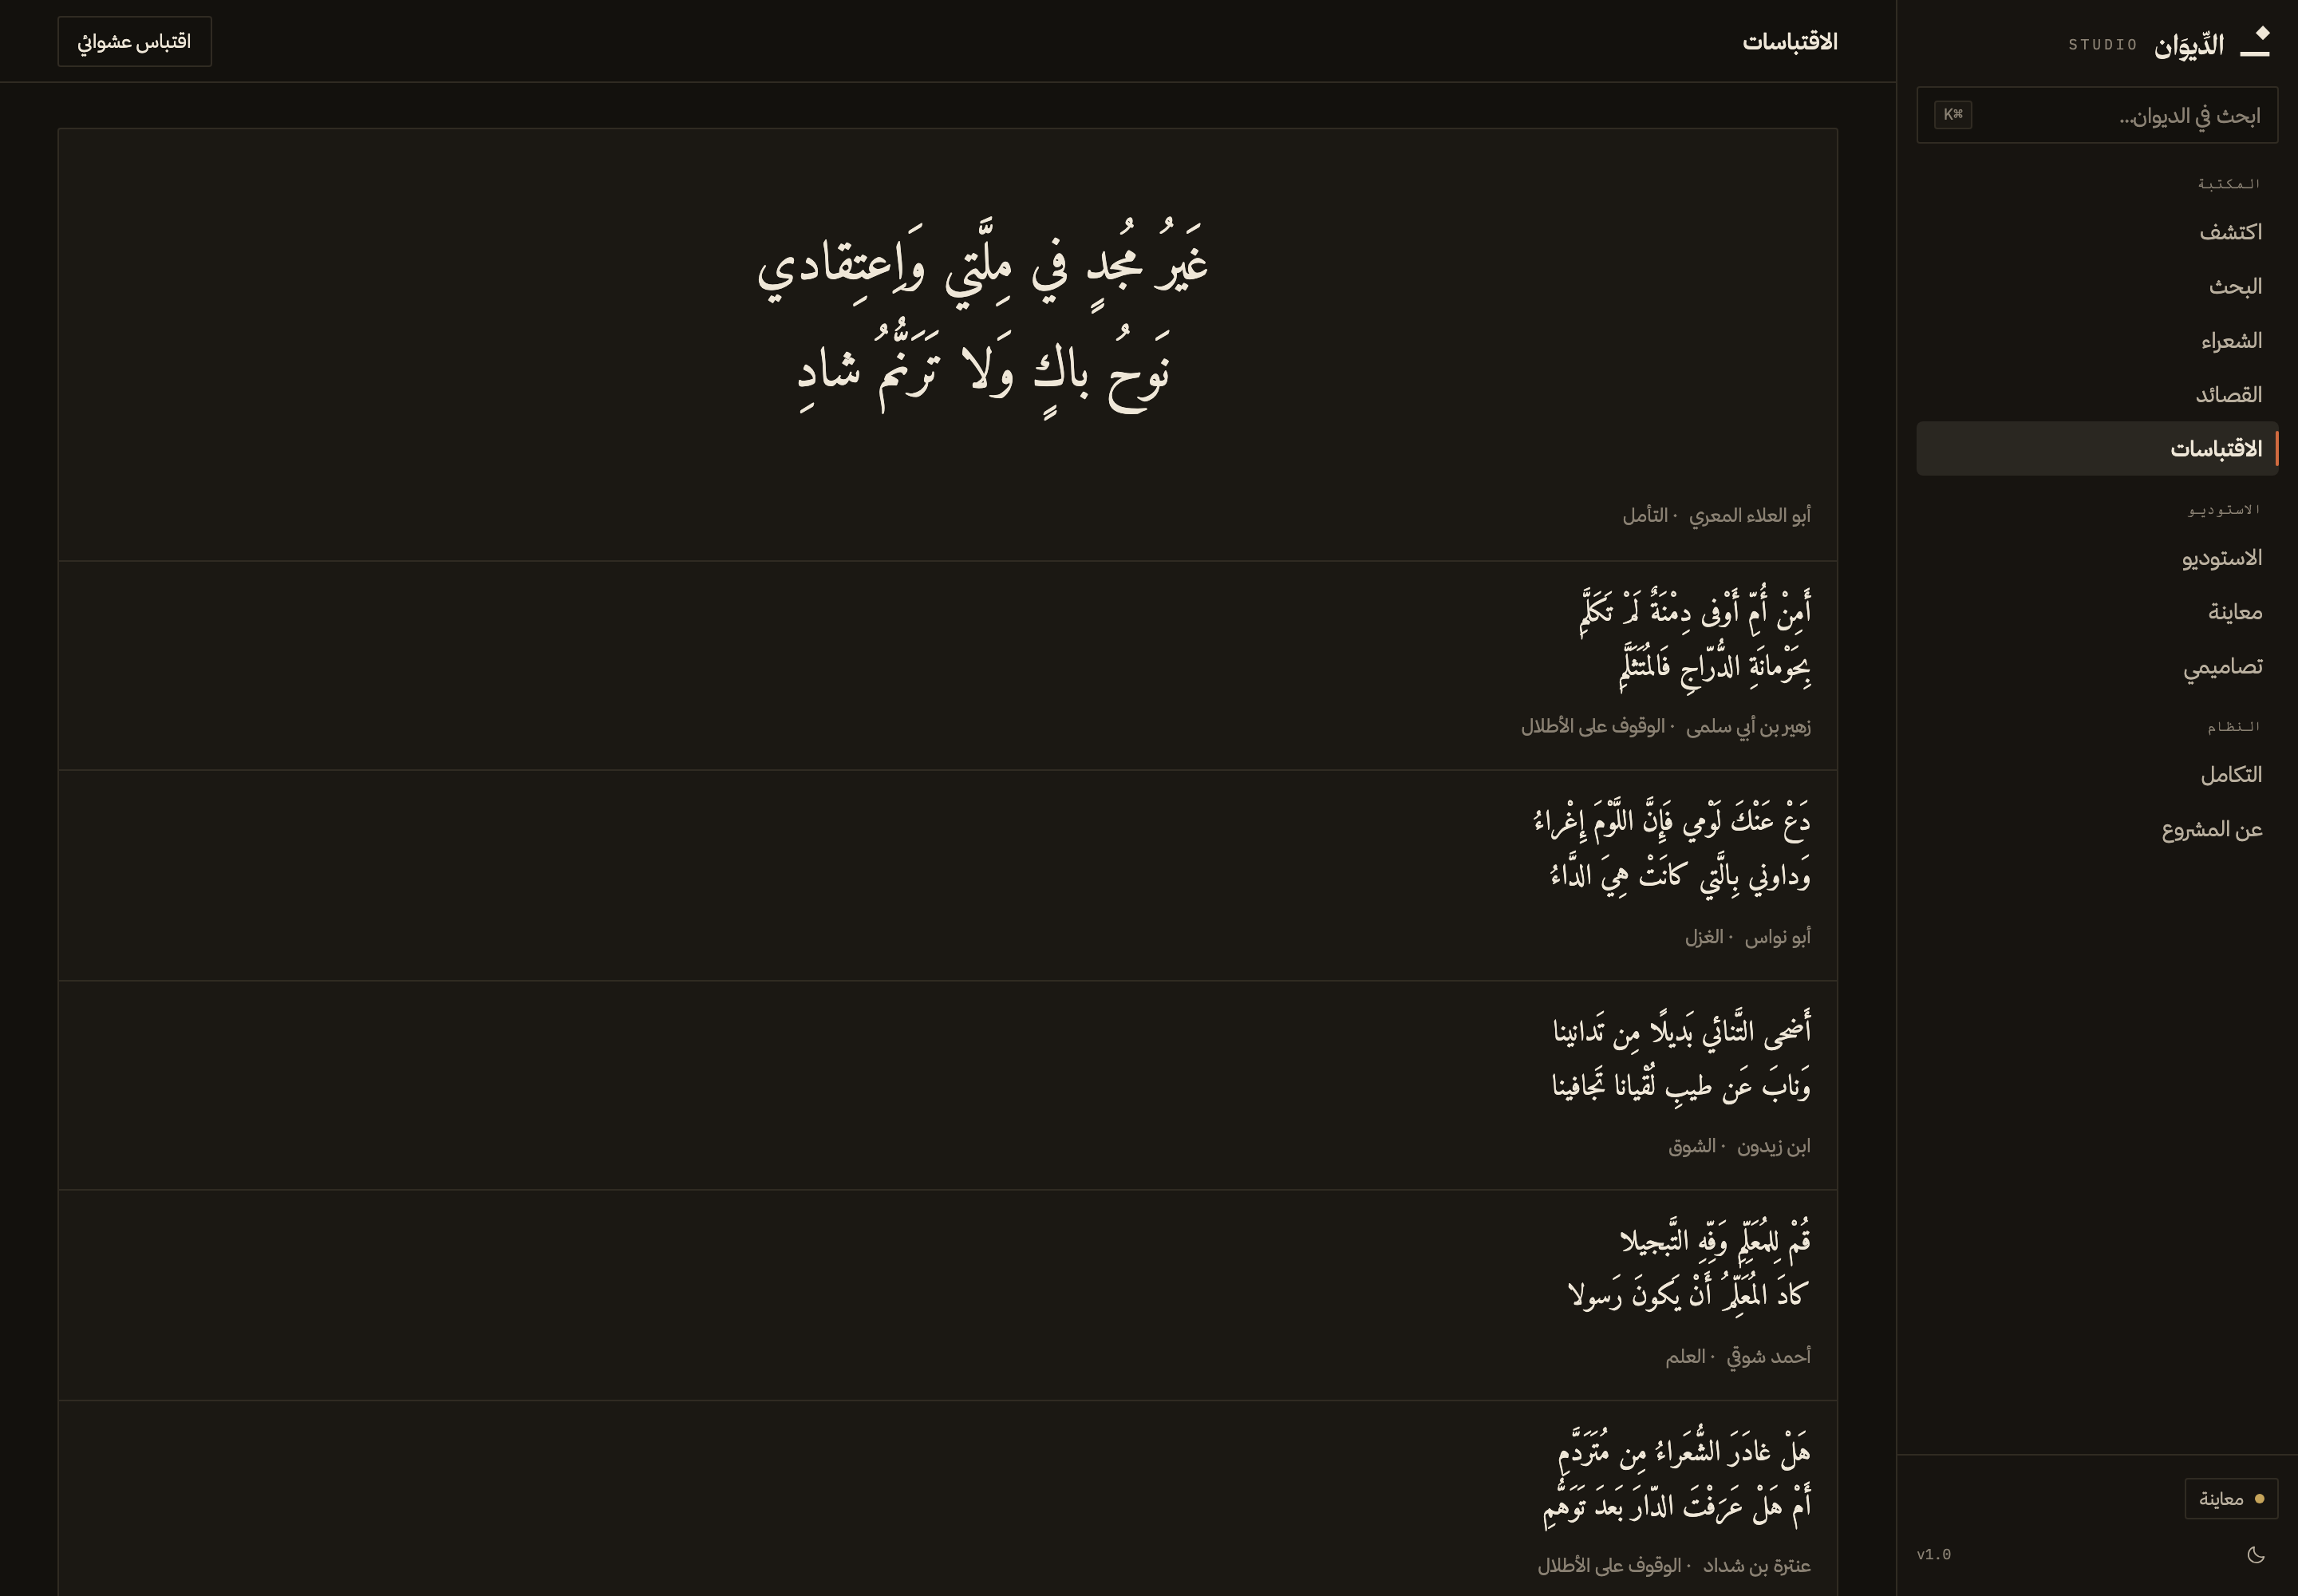 الدِّيوَان STUDIO
ابحث في الديوان...
⌘K
المكتبة
اكتشف
البحث
الشعراء
القصائد
الاقتباسات
الاستوديو
الاستوديو
معاينة
تصاميمي
النظام
التكامل
عن المشروع
معاينة
v1.0
الاقتباسات
اقتباس عشوائي
غَيرُ مُجدٍ في مِلَّتي وَاِعتِقادي
نَوحُ باكٍ وَلا تَرَنُّمُ شادِ
أبو العلاء المعري · التأمل
أَمِنْ أُمِّ أَوْفى دِمْنَةٌ لَمْ تَكَلَّمِ
بِحَوْمانَةِ الدُّرّاجِ فَالمُتَثَلَّمِ
زهير بن أبي سلمى · الوقوف على الأطلال
دَعْ عَنْكَ لَوْمي فَإِنَّ اللَّوْمَ إِغْراءُ
وَداوِني بِالَّتي كانَتْ هِيَ الدَّاءُ
أبو نواس · الغزل
أَضحى التَّنائي بَديلًا مِن تَدانينا
وَنابَ عَن طيبِ لُقْيانا تَجافينا
ابن زيدون · الشوق
قُمْ لِلمُعَلِّمِ وَفِّهِ التَّبجيلا
كادَ المُعَلِّمُ أَنْ يَكونَ رَسولا
أحمد شوقي · العلم
هَلْ غادَرَ الشُّعَراءُ مِن مُتَرَدَّمِ
أَمْ هَلْ عَرَفْتَ الدّارَ بَعدَ تَوَهُّمِ
عنترة بن شداد · الوقوف على الأطلال